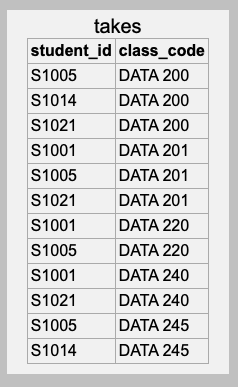 takes
student_id class_code
S1005 DATA 200
S1014 DATA 200
S1021 DATA 200
S1001 DATA 201
S1005 DATA 201
S1021 DATA 201
S1001 DATA 220
S1005 DATA 220
S1001 DATA 240
S1021 DATA 240
S1005 DATA 245
S1014 DATA 245